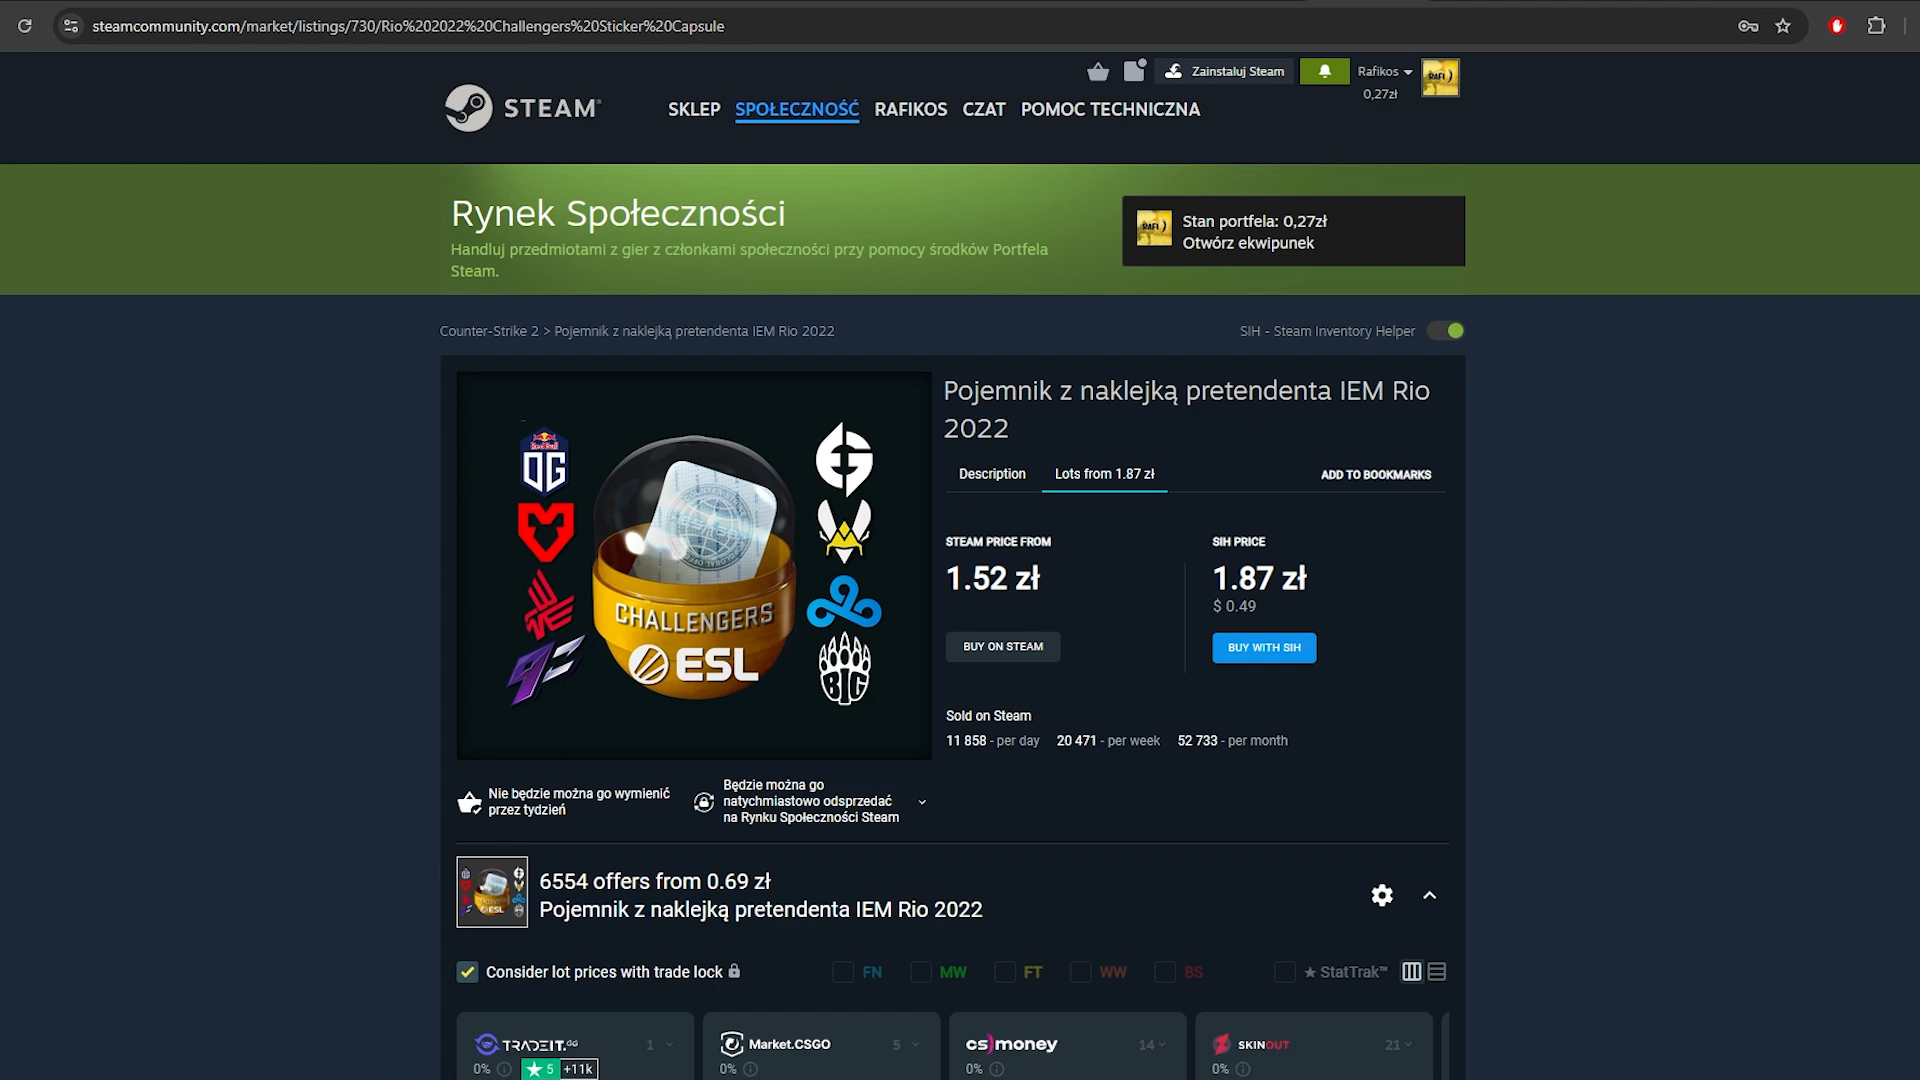 steamcommunity.com/market/listings/730/Rio%202022%20Challengers%20Sticker%20Capsule
Zainstaluj Steam
Rafikos
0,27zł
RAFI )
STEAM®
SKLEP SPOŁECZNOŚĆ RAFIKOS CZAT POMOC TECHNICZNA
Rynek Społeczności
Handluj przedmiotami z gier z członkami społeczności przy pomocy środków Portfela
Steam.
RAFI )
Stan portfela: 0,27zł
Otwórz ekwipunek
Counter-Strike 2 > Pojemnik z naklejką pretendenta IEM Rio 2022
SIH - Steam Inventory Helper
Pojemnik z naklejką pretendenta IEM Rio
2022
Description Lots from 1.87 zł ADD TO BOOKMARKS
Red Bull
OG
CHALLENGERS
ESL
BIG
STEAM PRICE FROM
1.52 zł
BUY ON STEAM
SIH PRICE
1.87 zł
$ 0.49
BUY WITH SIH
Sold on Steam
11 858 - per day 20 471 - per week 52 733 - per month
Nie będzie można go wymienić
przez tydzień
Będzie można go
natychmiastowo odsprzedać
na Rynku Społeczności Steam
6554 offers from 0.69 zł
Pojemnik z naklejką pretendenta IEM Rio 2022
Consider lot prices with trade lock
FN MW FT WW BS ★ StatTrak™
TRADEIT.GG 1
0% ★ 5 +11k
Market.CSGO 5
0%
cs)money 14
0%
SKINOUT 21
0%